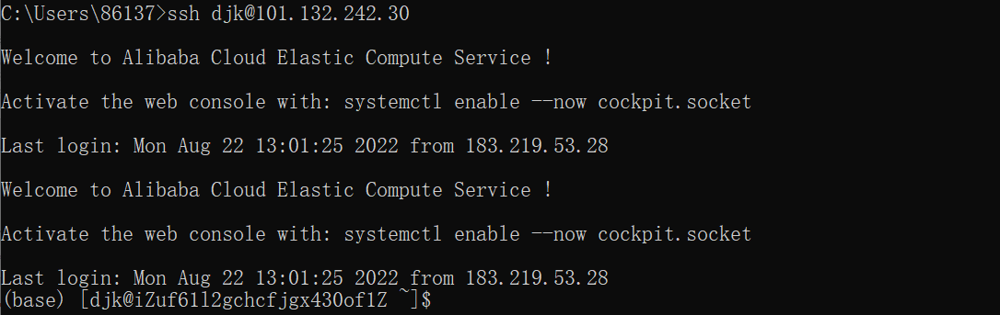 C:\Users\86137>ssh djk@101.132.242.30
Welcome to Alibaba Cloud Elastic Compute Service !
Activate the web console with: systemctl enable --now cockpit.socket
Last login: Mon Aug 22 13:01:25 2022 from 183.219.53.28
Welcome to Alibaba Cloud Elastic Compute Service !
Activate the web console with: systemctl enable --now cockpit.socket
Last login: Mon Aug 22 13:01:25 2022 from 183.219.53.28
(base) [djk@iZuf61l2gchcfjgx430of1Z ~]$